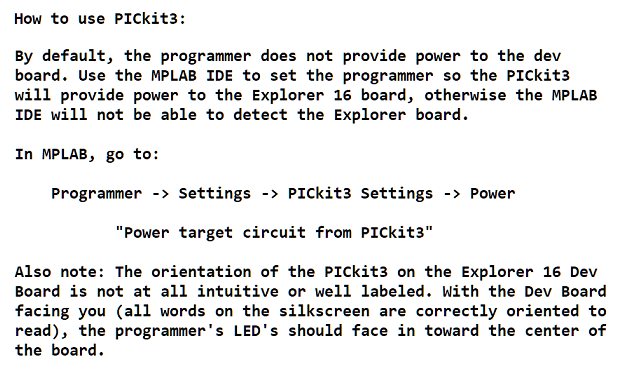 How to use PICkit3:
By default, the programmer does not provide power to the dev
board. Use the MPLAB IDE to set the programmer so the PICkit3
will provide power to the Explorer 16 board, otherwise the MPLAB
IDE will not be able to detect the Explorer board.
In MPLAB, go to:
Programmer -> Settings -> PICkit3 Settings -> Power
"Power target circuit from PICkit3"
Also note: The orientation of the PICkit3 on the Explorer 16 Dev
Board is not at all intuitive or well labeled. With the Dev Board
facing you (all words on the silkscreen are correctly oriented to
read), the programmer's LED's should face in toward the center of
the board.